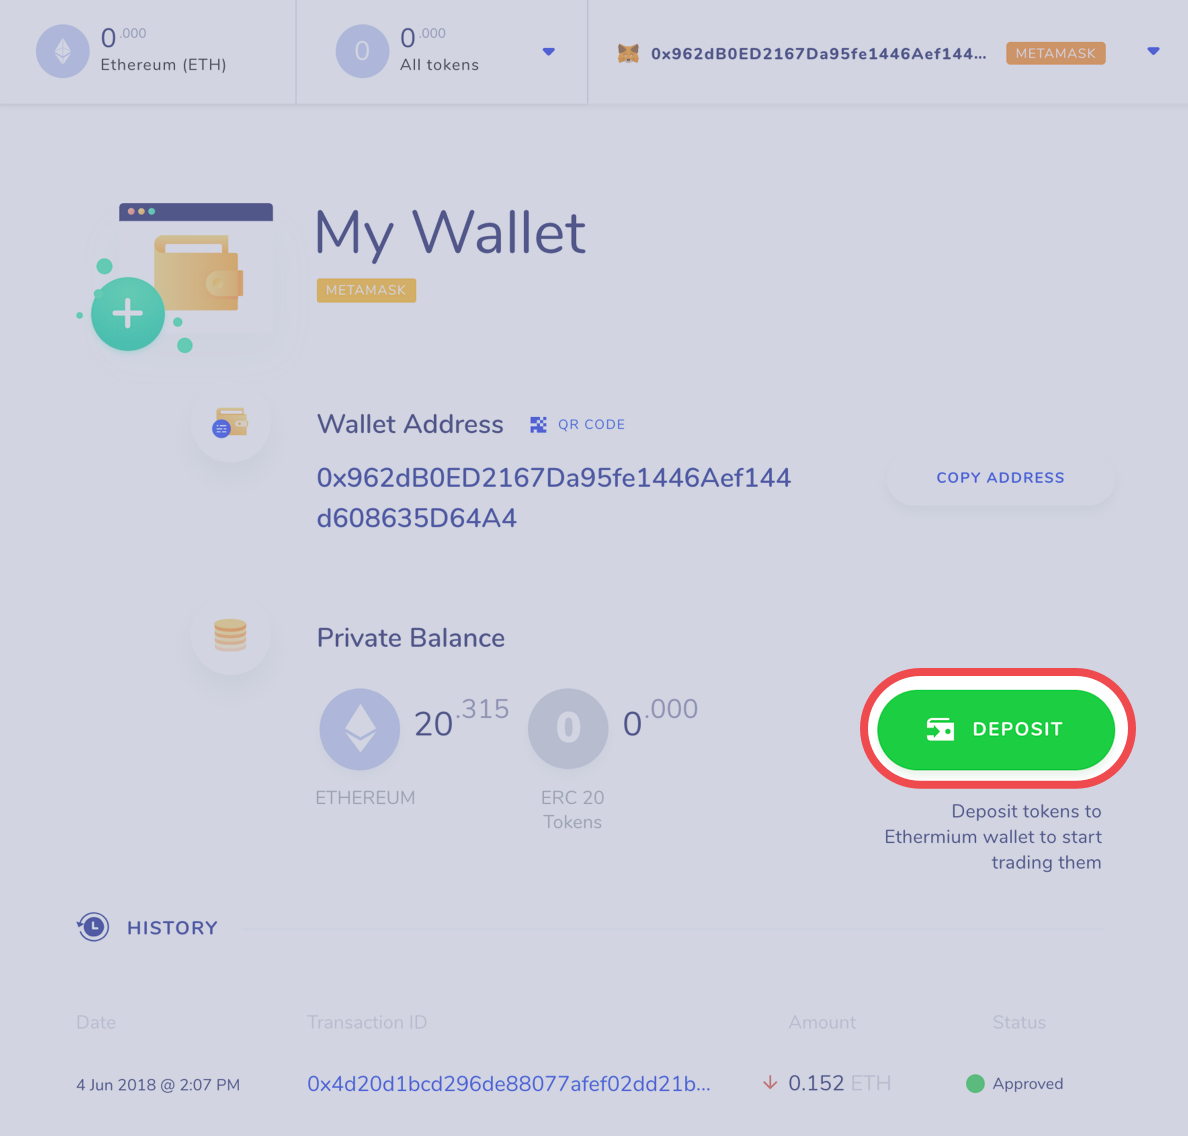 0.000
Ethereum (ETH)
0
0.000
All tokens
0x962dB0ED2167Da95fe1446Aef144...
METAMASK
My Wallet
METAMASK
Wallet Address
QR CODE
0x962dB0ED2167Da95fe1446Aef144
d608635D64A4
COPY ADDRESS
Private Balance
20.315
0
0.000
DEPOSIT
ETHEREUM
ERC 20
Tokens
Deposit tokens to
Ethermium wallet to start
trading them
HISTORY
Date
Transaction ID
Amount
Status
4 Jun 2018 @ 2:07 PM
0x4d20d1bcd296de88077afef02dd21b...
0.152 ETH
Approved